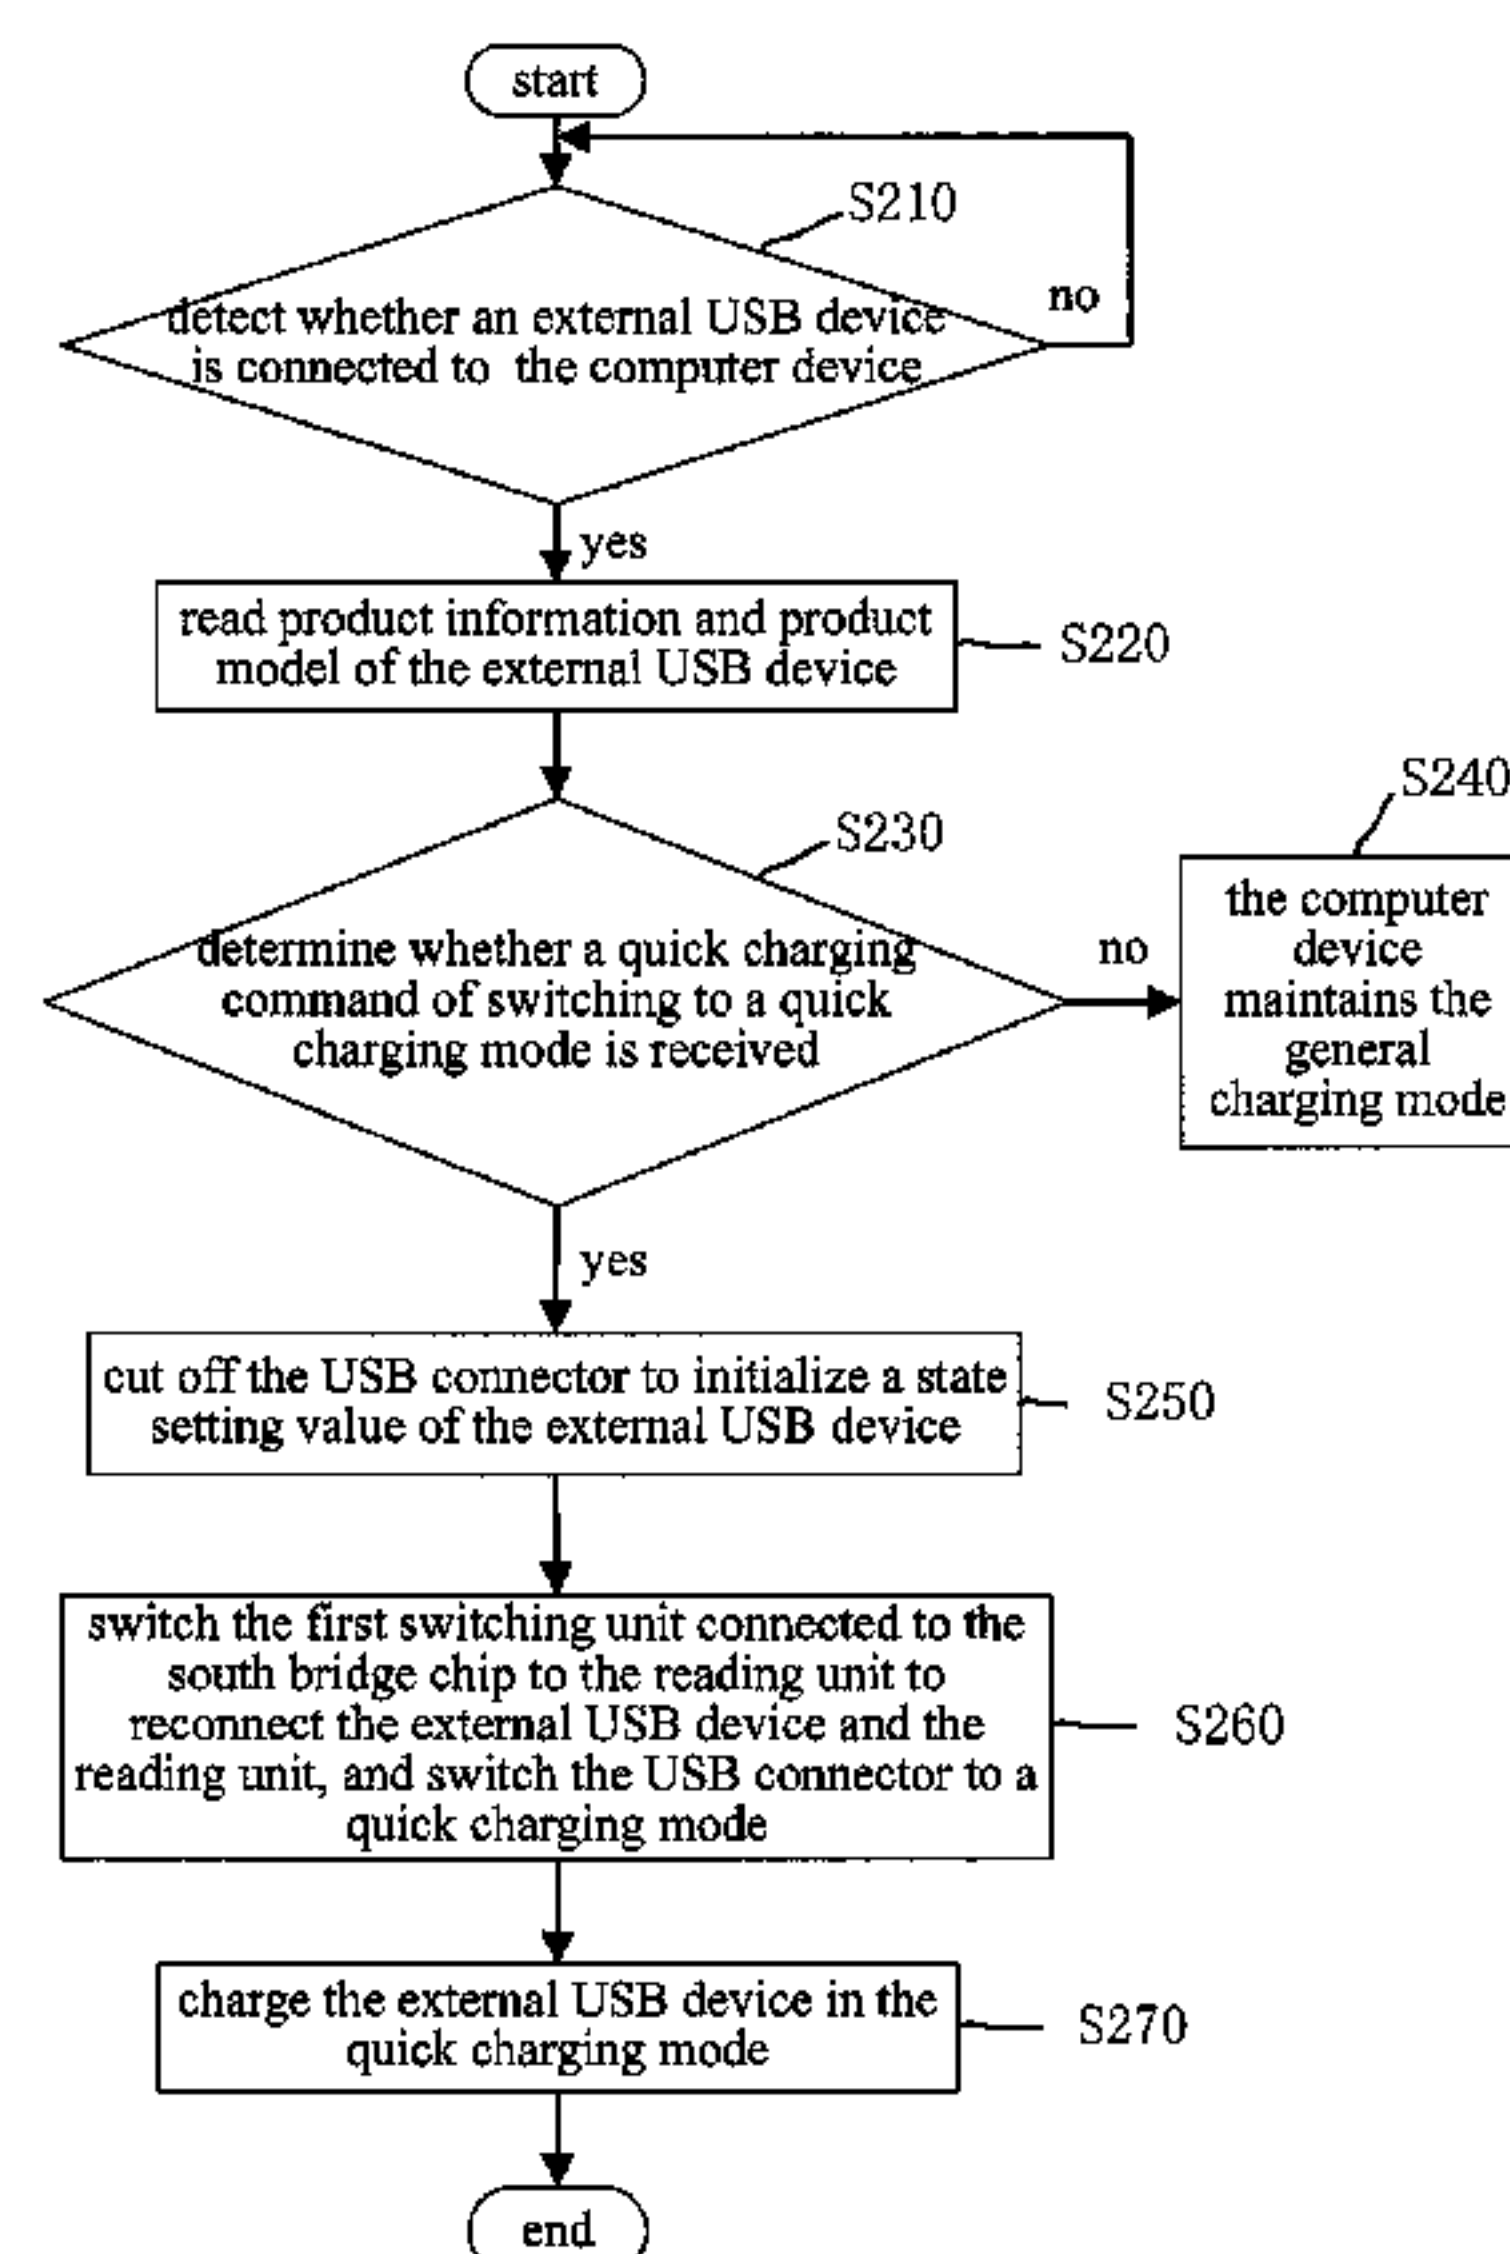 start
S210
no
detect whether an external USB device
is connected to the computer device
yes
read product information and product
model of the external USB device
S220
S240
S230
determine whether a quick charging
command of switching to a quick
charging mode is received
no
the computer
device
maintains the
general
charging mode
yes
cut off the USB connector to initialize a state
setting value of the external USB device
S250
switch the first switching unit connected to the
south bridge chip to the reading unit to
reconnect the external USB device and the
reading unit, and switch the USB connector to a
quick charging mode
S260
charge the external USB device in the
quick charging mode
S270
end